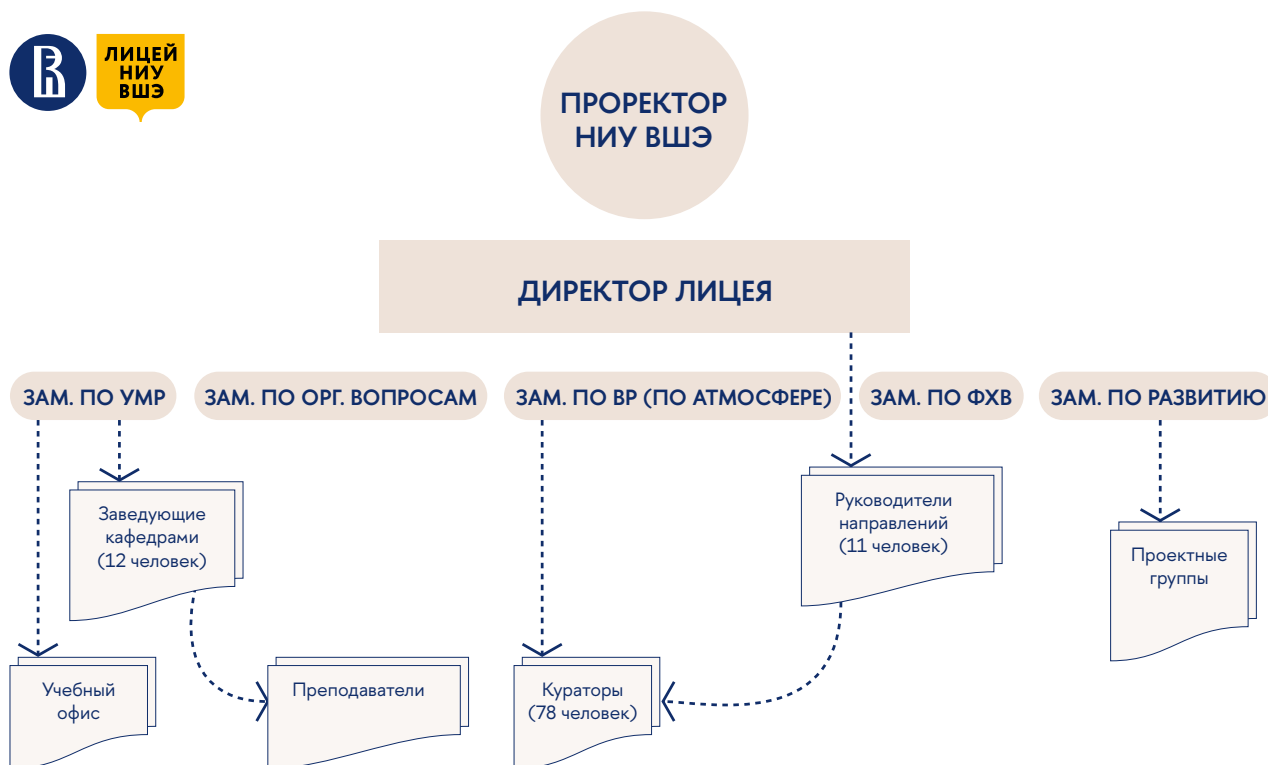 ЛИЦЕЙ
НИУ
ВШЭ
ПРОРЕКТОР
НИУ ВШЭ
ДИРЕКТОР ЛИЦЕЯ
ЗАМ. ПО УМР
ЗАМ. ПО ОРГ. ВОПРОСАМ
ЗАМ. ПО ВР (ПО АТМОСФЕРЕ)
ЗАМ. ПО ФХВ
ЗАМ. ПО РАЗВИТИЮ
Заведующие
кафедрами
(12 человек)
Руководители
направлений
(11 человек)
Проектные
группы
Учебный
офис
Преподаватели
Кураторы
(78 человек)